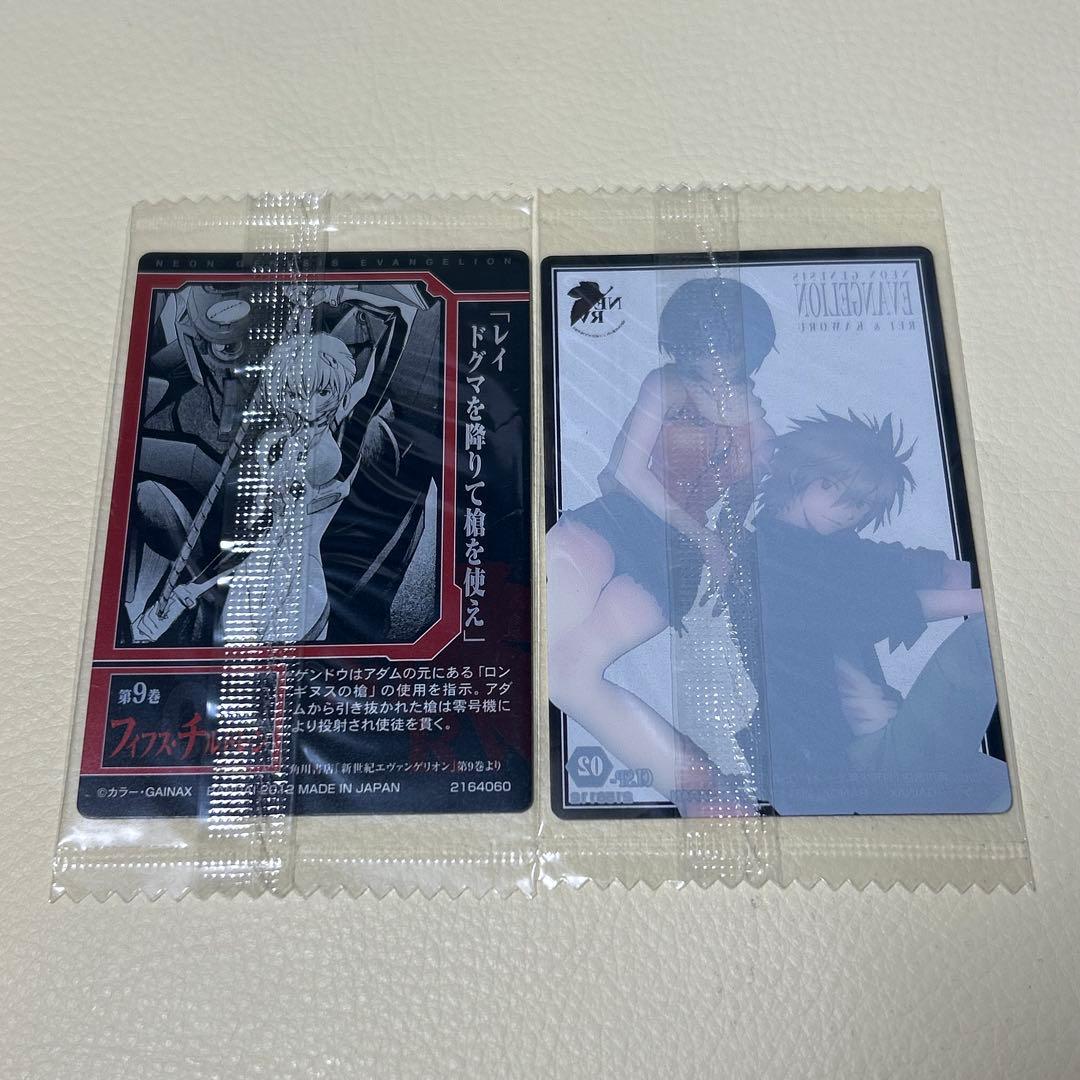 NEON GENESIS EVANGELION
「レイ
ドグマを降りて槍を使え」
第9巻
フィフス・チルドレン
ゲンドウはアダムの元にある「ロン
ギヌスの槍」の使用を指示。アダ
ムから引き抜かれた槍は零号機に
より投射され使徒を貫く。
角川書店「新世紀エヴァンゲリオン」第9巻より
©カラー・GAINAX BANDAI 2012 MADE IN JAPAN 2164060
NERV
NEON GENESIS
EVANGELION
REI & KAWORU
02